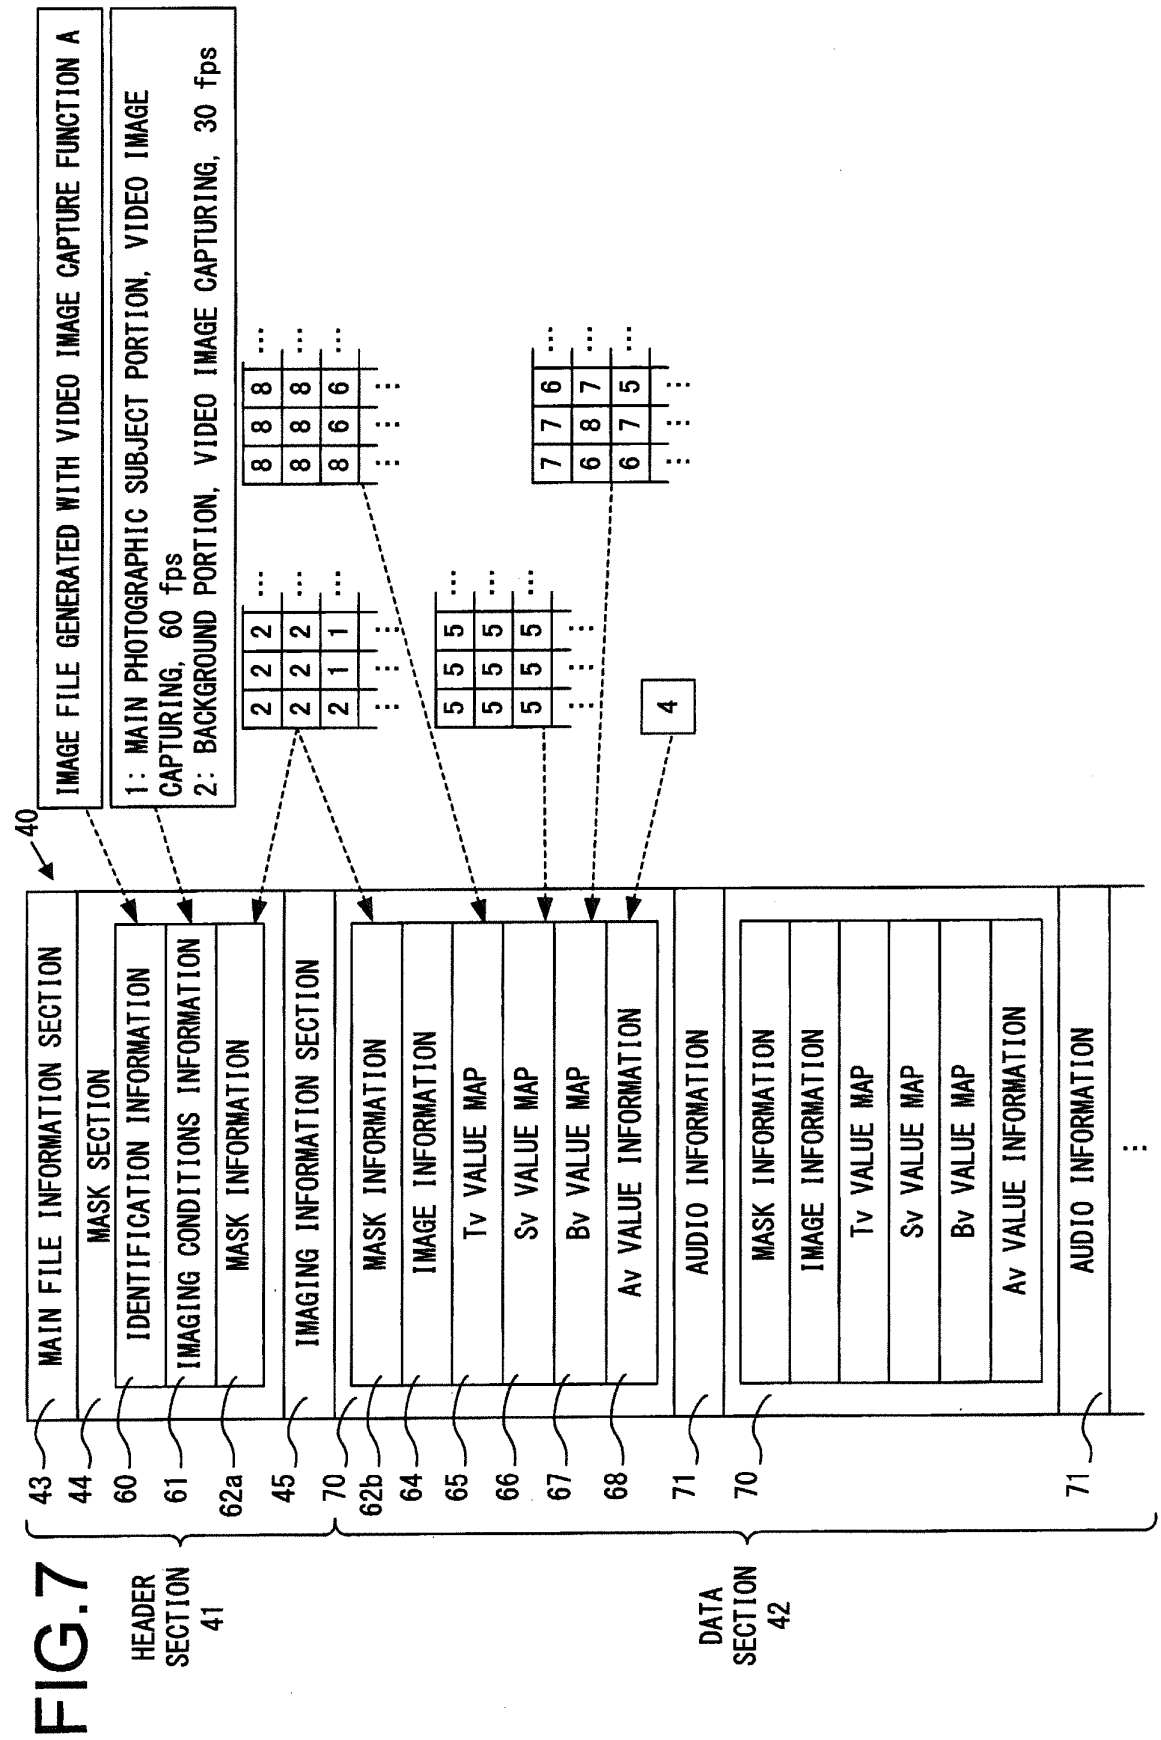 FIG.7
40
HEADER
SECTION
41
DATA
SECTION
42
43
MAIN FILE INFORMATION SECTION
44
MASK SECTION
60
IDENTIFICATION INFORMATION
61
IMAGING CONDITIONS INFORMATION
62a
MASK INFORMATION
45
IMAGING INFORMATION SECTION
70
62b
MASK INFORMATION
64
IMAGE INFORMATION
65
Tv VALUE MAP
66
Sv VALUE MAP
67
Bv VALUE MAP
68
Av VALUE INFORMATION
71
AUDIO INFORMATION
70
MASK INFORMATION
IMAGE INFORMATION
Tv VALUE MAP
Sv VALUE MAP
Bv VALUE MAP
Av VALUE INFORMATION
71
AUDIO INFORMATION
...
IMAGE FILE GENERATED WITH VIDEO IMAGE CAPTURE FUNCTION A
1: MAIN PHOTOGRAPHIC SUBJECT PORTION, VIDEO IMAGE
CAPTURING, 60 fps
2: BACKGROUND PORTION, VIDEO IMAGE CAPTURING, 30 fps
2 2 2 ...
2 2 2 ...
2 1 1 ...
... ... ...
8 8 8 ...
8 8 8 ...
8 6 6 ...
... ... ...
5 5 5 ...
5 5 5 ...
5 5 5 ...
... ... ...
7 7 6 ...
6 8 7 ...
6 7 5 ...
... ... ...
4